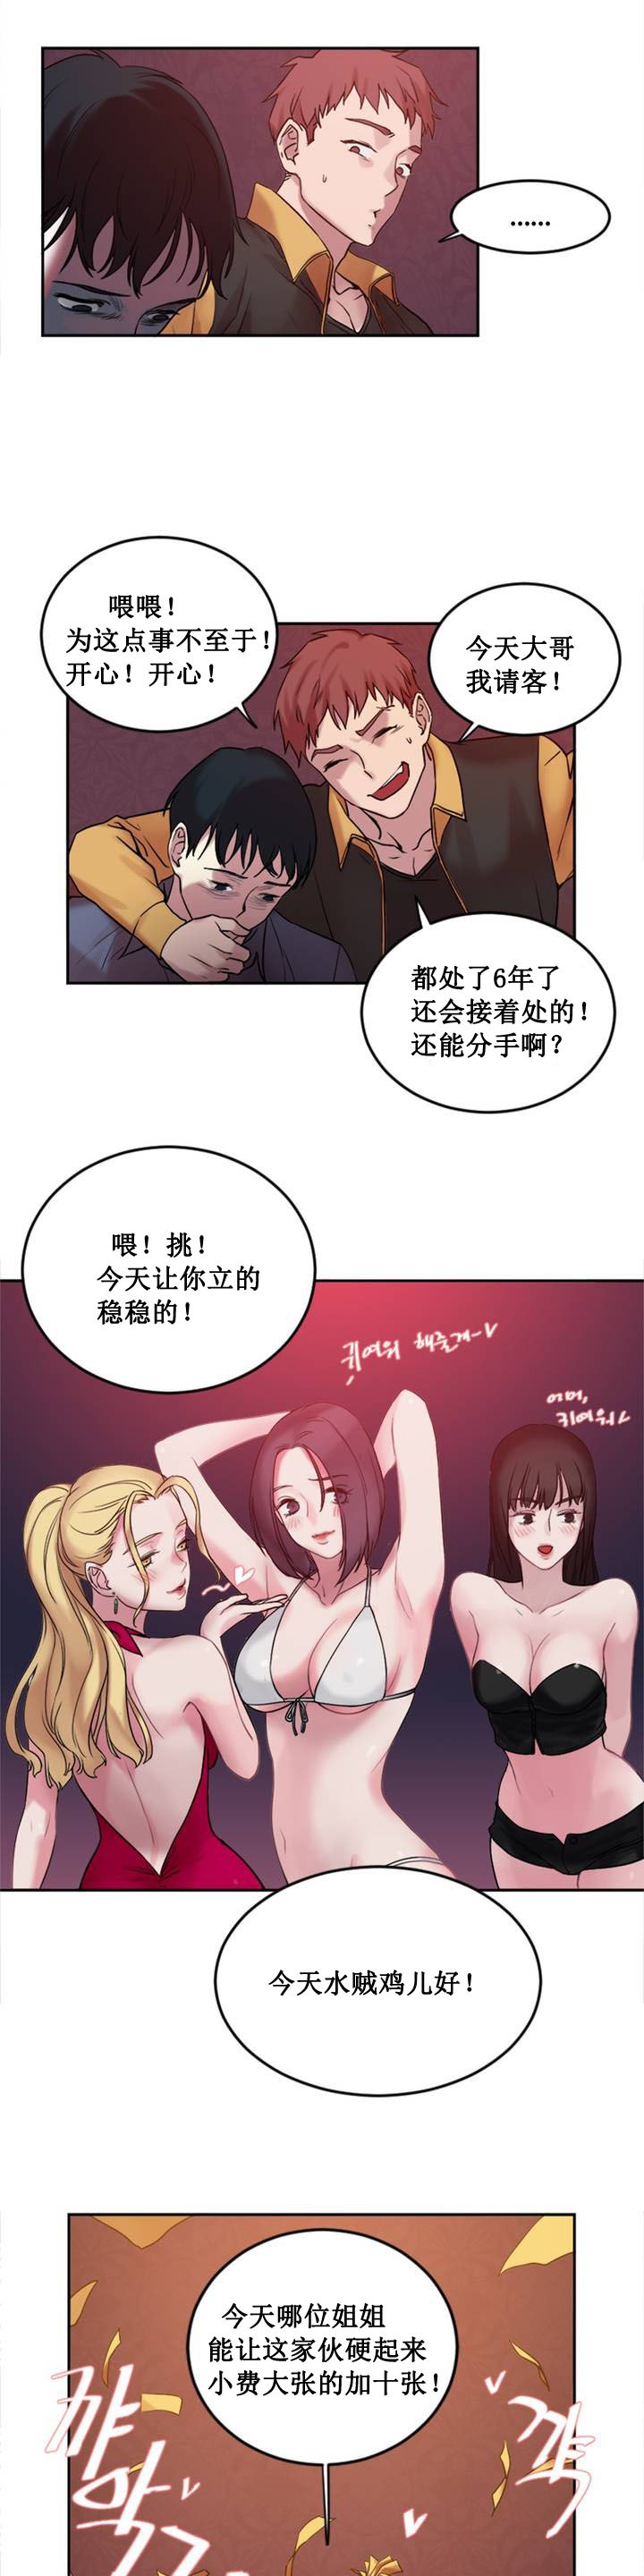 ……
喂喂！
为这点事不至于！
开心！开心！
今天大哥
我请客！
都处了6年了
还会接着处的！
还能分手啊？
喂！挑！
今天让你立的
稳稳的！
귀여워 해줄게~♥
어머,
귀여워
今天水贼鸡儿好！
今天哪位姐姐
能让这家伙硬起来
小费大张的加十张！
꺄
악
꺅